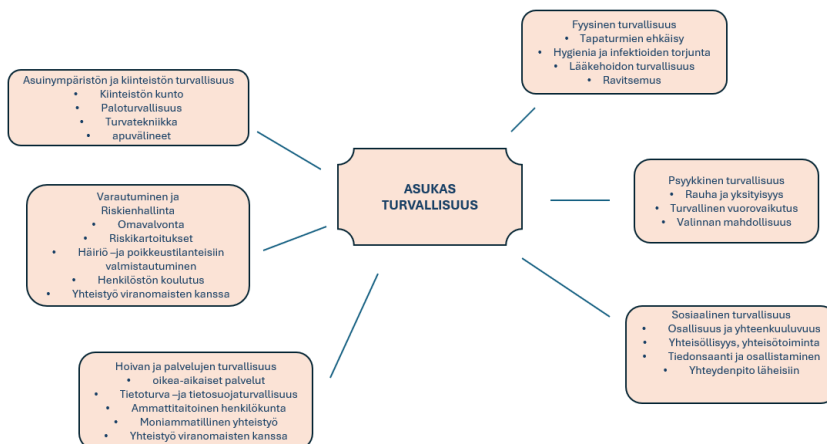 Fyysinen turvallisuus
• Tapaturmien ehkäisy
• Hygienia ja infektioiden torjunta
• Lääkehoidon turvallisuus
• Ravitsemus
Asuinympäristön ja kiinteistön turvallisuus
• Kiinteistön kunto
• Paloturvallisuus
• Turvatekniikka
• apuvälineet
ASUKAS
TURVALLISUUS
Psyykkinen turvallisuus
• Rauha ja yksityisyys
• Turvallinen vuorovaikutus
• Valinnan mahdollisuus
Varautuminen ja
Riskienhallinta
• Omavalvonta
• Riskikartoitukset
• Häiriö –ja poikkeustilanteisiin
valmistautuminen
• Henkilöstön koulutus
• Yhteistyö viranomaisten kanssa
Sosiaalinen turvallisuus
• Osallisuus ja yhteenkuuluvuus
• Yhteisöllisyys, yhteisötoiminta
• Tiedonsaanti ja osallistaminen
• Yhteydenpito läheisiin
Hoivan ja palvelujen turvallisuus
• oikea-aikaiset palvelut
• Tietoturva –ja tietosuojaturvallisuus
• Ammattitaitoinen henkilökunta
• Moniammatillinen yhteistyö
• Yhteistyö viranomaisten kanssa